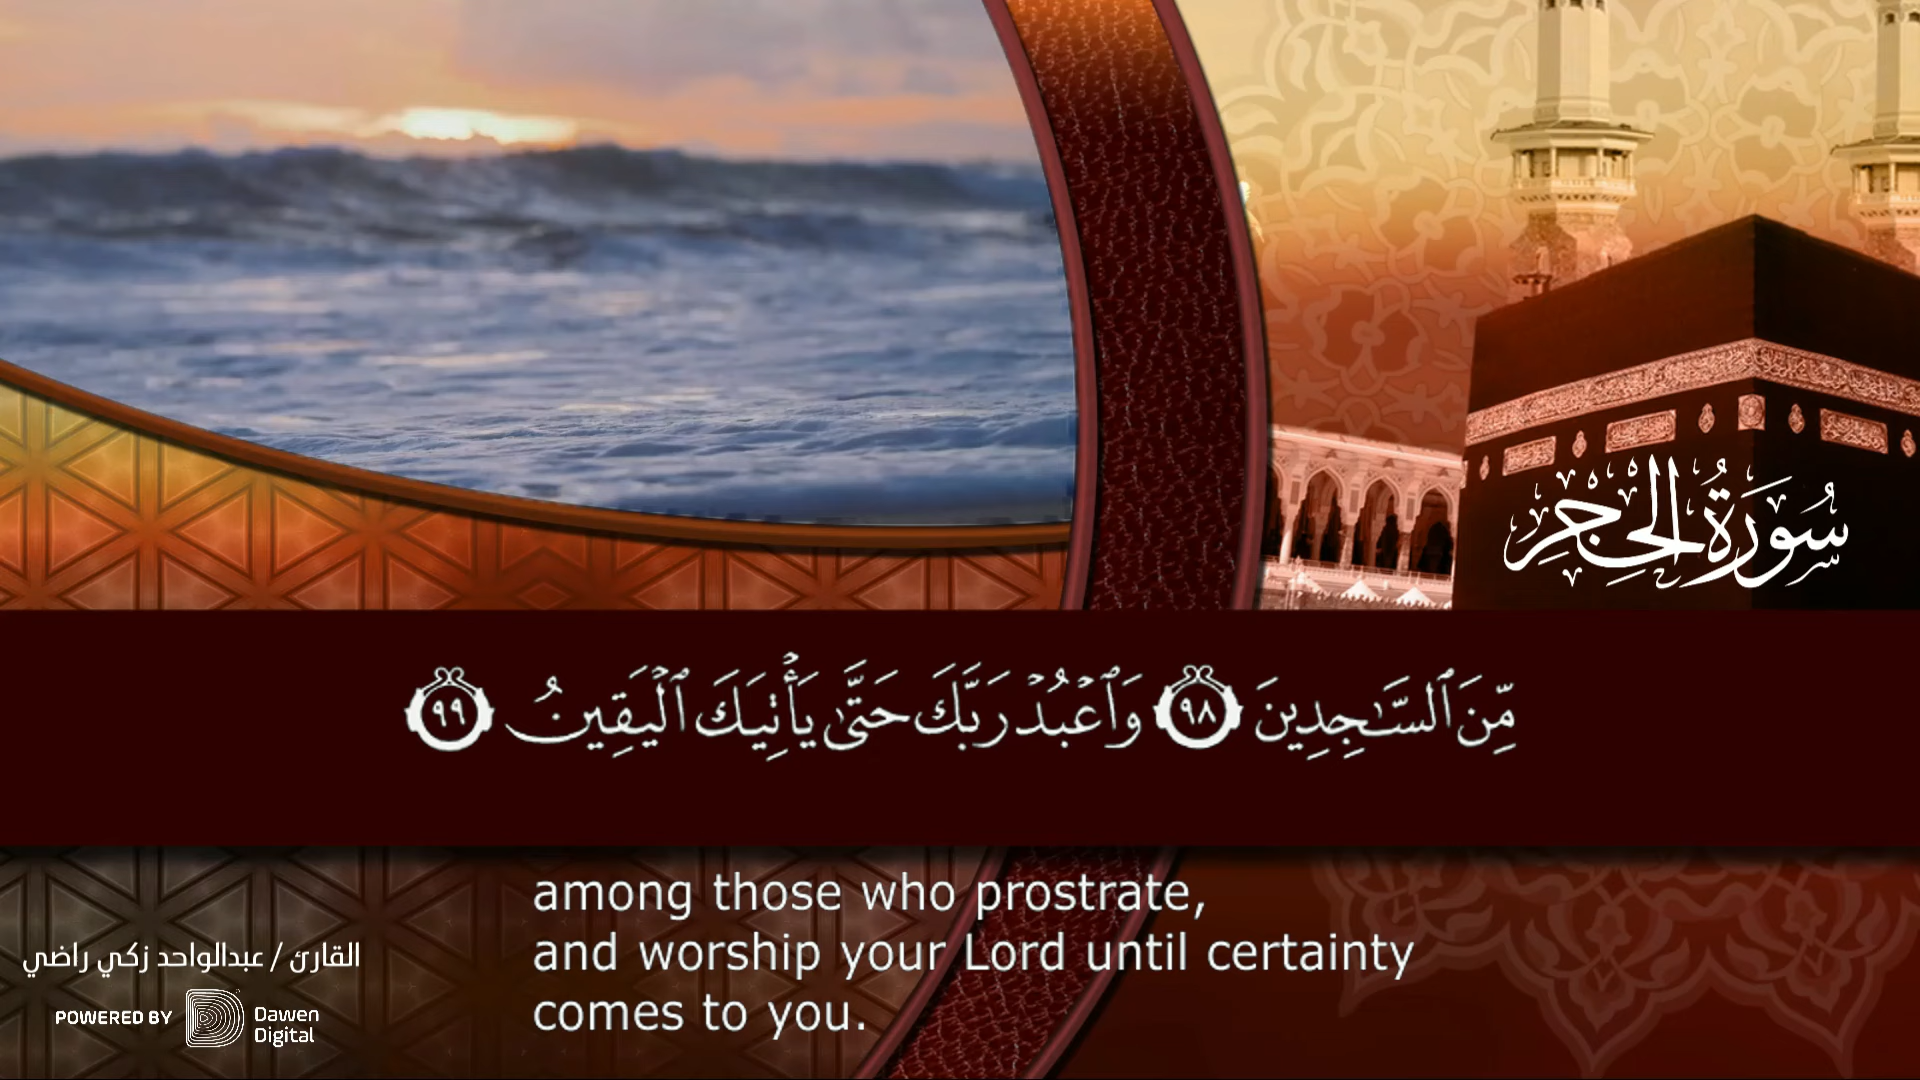 سُورَةُ الحِجْرِ
مِّنَ ٱلسَّـٰجِدِينَ ٩٨ وَٱعْبُدْ رَبَّكَ حَتَّىٰ يَأْتِيَكَ ٱلْيَقِينُ ٩٩
among those who prostrate,
and worship your Lord until certainty
comes to you.
القارئ / عبدالواحد زكي راضي
POWERED BY Dawen Digital